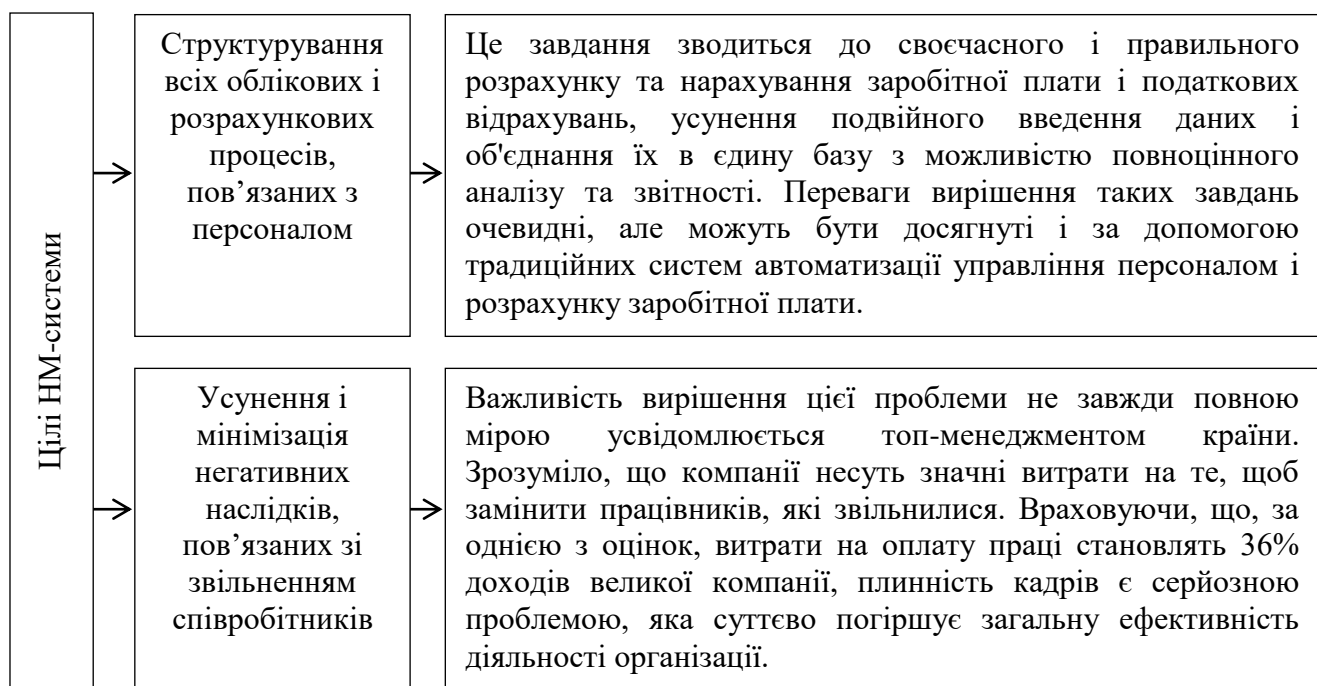 Цілі HM-системи
Структурування
всіх облікових і
розрахункових
процесів,
пов’язаних з
персоналом
Це завдання зводиться до своєчасного і правильного
розрахунку та нарахування заробітної плати і податкових
відрахувань, усунення подвійного введення даних і
об'єднання їх в єдину базу з можливістю повноцінного
аналізу та звітності. Переваги вирішення таких завдань
очевидні, але можуть бути досягнуті і за допомогою
традиційних систем автоматизації управління персоналом і
розрахунку заробітної плати.
Усунення і
мінімізація
негативних
наслідків,
пов’язаних зі
звільненням
співробітників
Важливість вирішення цієї проблеми не завжди повною
мірою усвідомлюється топ-менеджментом країни.
Зрозуміло, що компанії несуть значні витрати на те, щоб
замінити працівників, які звільнилися. Враховуючи, що, за
однією з оцінок, витрати на оплату праці становлять 36%
доходів великої компанії, плинність кадрів є серйозною
проблемою, яка суттєво погіршує загальну ефективність
діяльності організації.